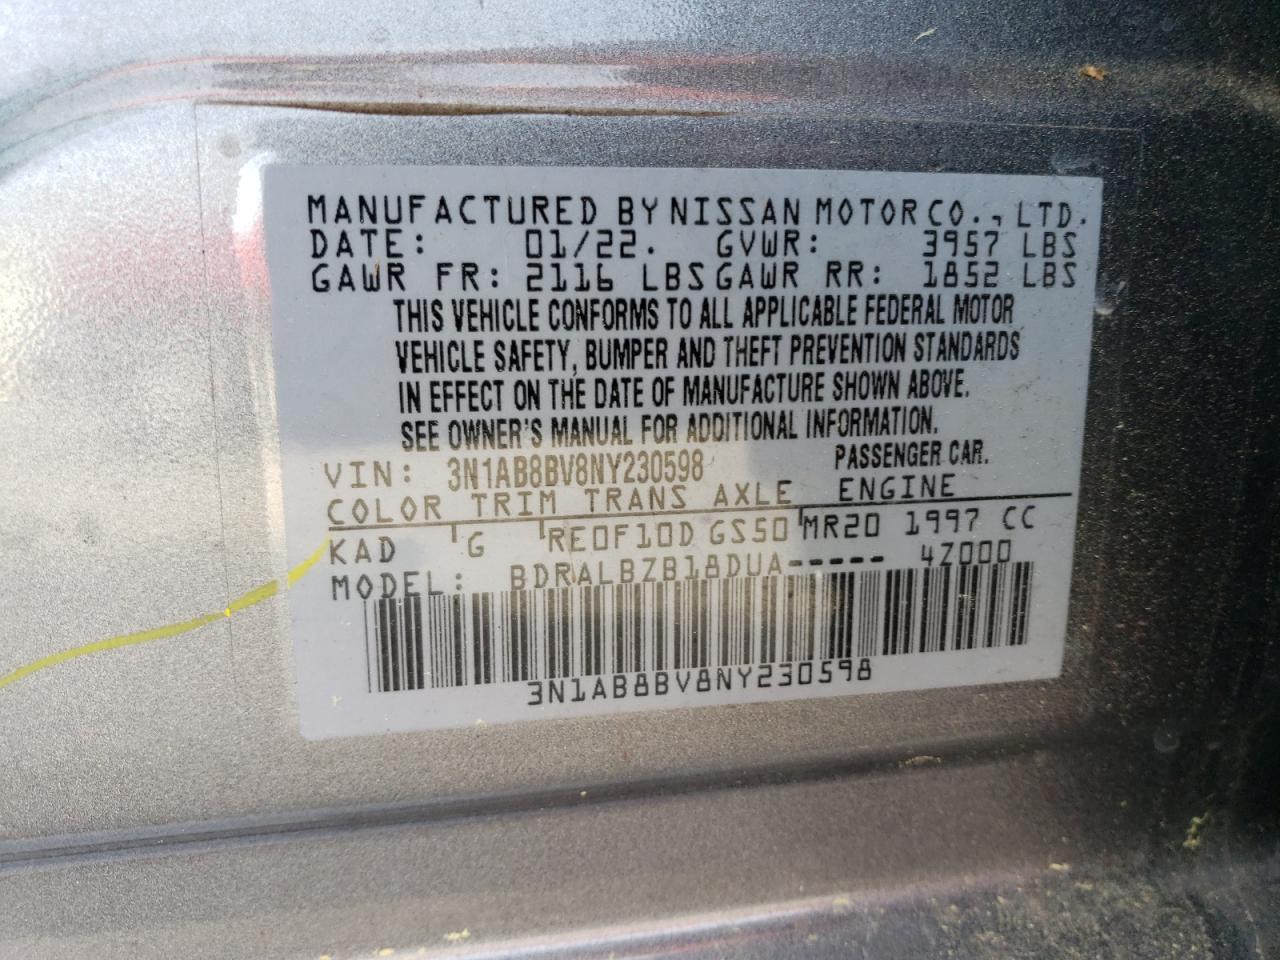 MANUFACTURED BY NISSAN MOTOR CO., LTD.
DATE: 01/22. GVWR: 3957 LBS
GAWR FR: 2116 LBS GAWR RR: 1852 LBS
THIS VEHICLE CONFORMS TO ALL APPLICABLE FEDERAL MOTOR
VEHICLE SAFETY, BUMPER AND THEFT PREVENTION STANDARDS
IN EFFECT ON THE DATE OF MANUFACTURE SHOWN ABOVE.
SEE OWNER'S MANUAL FOR ADDITIONAL INFORMATION.
VIN: 3N1AB8BV8NY230598 PASSENGER CAR.
COLOR TRIM TRANS AXLE ENGINE
KAD G RE0F10D GS50 MR20 1997 CC
MODEL: BDRALBZB18DUA----- 4Z000
3N1AB8BV8NY230598